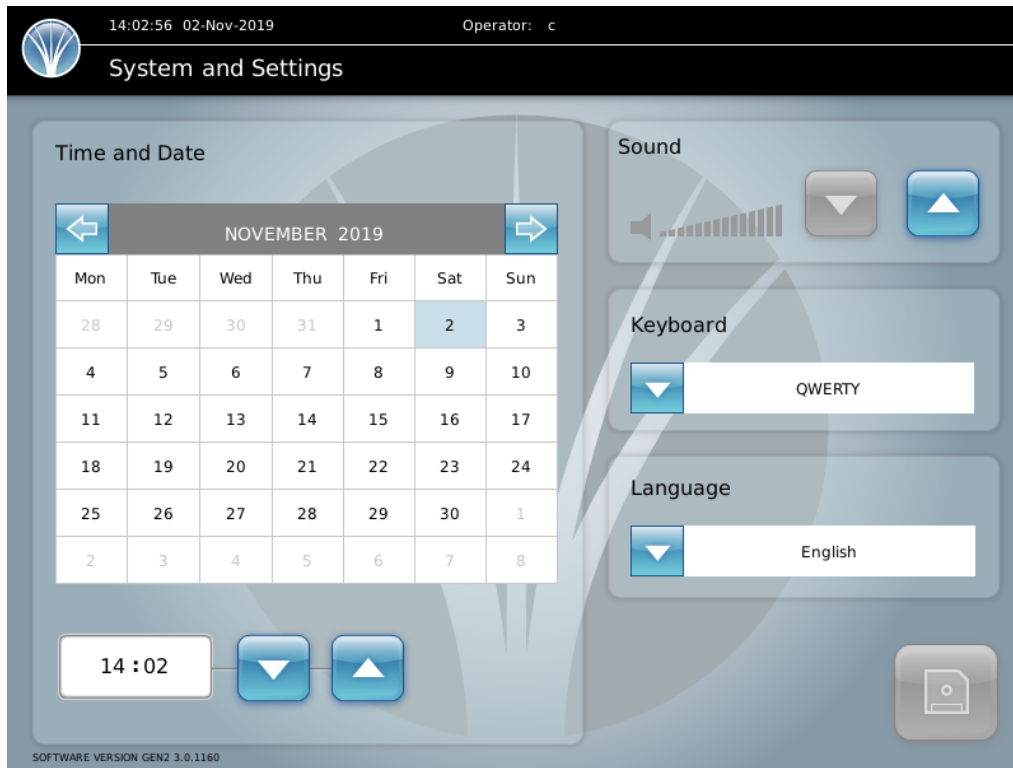 14:02:56 02-Nov-2019 Operator: c
System and Settings
Time and Date
NOVEMBER 2019
Mon Tue Wed Thu Fri Sat Sun
28 29 30 31 1 2 3
4 5 6 7 8 9 10
11 12 13 14 15 16 17
18 19 20 21 22 23 24
25 26 27 28 29 30 1
2 3 4 5 6 7 8
14:02
Sound
Keyboard
QWERTY
Language
English
SOFTWARE VERSION GEN2 3.0.1160